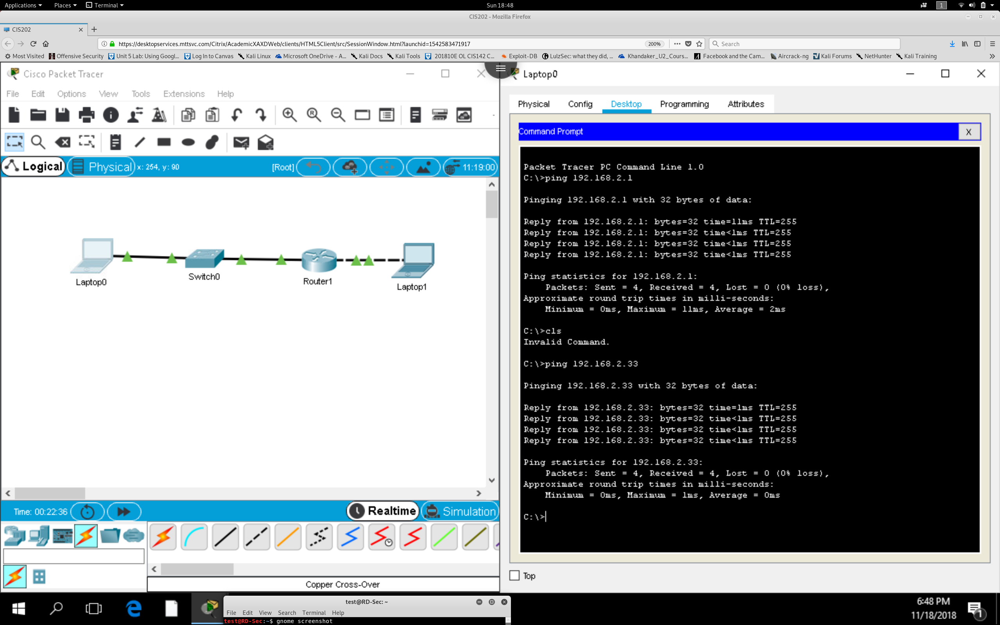 Applications Places Terminal Sun 18:48 1
CIS202 - Mozilla Firefox
CIS202
https://desktopservices.mttsvc.com/Citrix/AcademicXAXDWeb/clients/HTML5Client/src/SessionWindow.html?launchid=1542583471917 200% Search
Most Visited Offensive Security Unit 5 Lab: Using Googl... Log In to Canvas Kali Linux Microsoft OneDrive - A... Kali Docs Kali Tools 201810E OL CIS142 C... Exploit-DB LulzSec: what they did, ... Khandaker_U2_Cours... Facebook and the Cam... Aircrack-ng Kali Forums NetHunter Kali Training
Cisco Packet Tracer
File Edit Options View Tools Extensions Help
Logical Physical x: 254, y: 90 [Root] 11:19:00
Laptop0
Switch0
Router1
Laptop1
Time: 00:22:36 Realtime Simulation
Copper Cross-Over
Laptop0
Physical Config Desktop Programming Attributes
Command Prompt X
Packet Tracer PC Command Line 1.0
C:\>ping 192.168.2.1
Pinging 192.168.2.1 with 32 bytes of data:
Reply from 192.168.2.1: bytes=32 time=11ms TTL=255
Reply from 192.168.2.1: bytes=32 time<1ms TTL=255
Reply from 192.168.2.1: bytes=32 time<1ms TTL=255
Reply from 192.168.2.1: bytes=32 time<1ms TTL=255
Ping statistics for 192.168.2.1:
Packets: Sent = 4, Received = 4, Lost = 0 (0% loss),
Approximate round trip times in milli-seconds:
Minimum = 0ms, Maximum = 11ms, Average = 2ms
C:\>cls
Invalid Command.
C:\>ping 192.168.2.33
Pinging 192.168.2.33 with 32 bytes of data:
Reply from 192.168.2.33: bytes=32 time=1ms TTL=255
Reply from 192.168.2.33: bytes=32 time<1ms TTL=255
Reply from 192.168.2.33: bytes=32 time<1ms TTL=255
Reply from 192.168.2.33: bytes=32 time<1ms TTL=255
Ping statistics for 192.168.2.33:
Packets: Sent = 4, Received = 4, Lost = 0 (0% loss),
Approximate round trip times in milli-seconds:
Minimum = 0ms, Maximum = 1ms, Average = 0ms
C:\>
Top
test@RD-Sec: ~
File Edit View Search Terminal Help
test@RD-Sec:~$ gnome screenshot
6:48 PM
11/18/2018
1